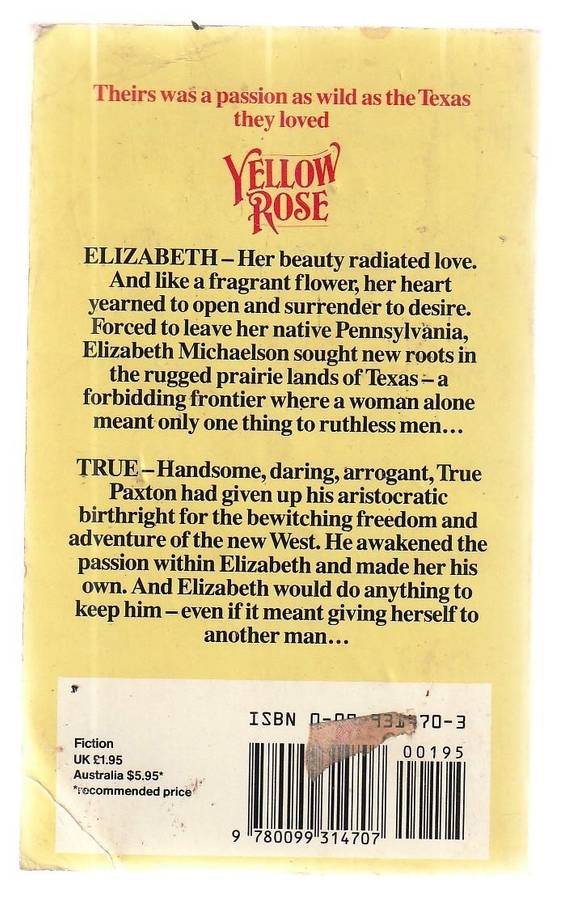 Theirs was a passion as wild as the Texas
they loved
YELLOW
ROSE
ELIZABETH – Her beauty radiated love.
And like a fragrant flower, her heart
yearned to open and surrender to desire.
Forced to leave her native Pennsylvania,
Elizabeth Michaelson sought new roots in
the rugged prairie lands of Texas – a
forbidding frontier where a woman alone
meant only one thing to ruthless men...
TRUE – Handsome, daring, arrogant, True
Paxton had given up his aristocratic
birthright for the bewitching freedom and
adventure of the new West. He awakened the
passion within Elizabeth and made her his
own. And Elizabeth would do anything to
keep him – even if it meant giving herself to
another man...
ISBN
Fiction
UK £1.95
Australia $5.95*
*recommended price
00195
9 780099 314707